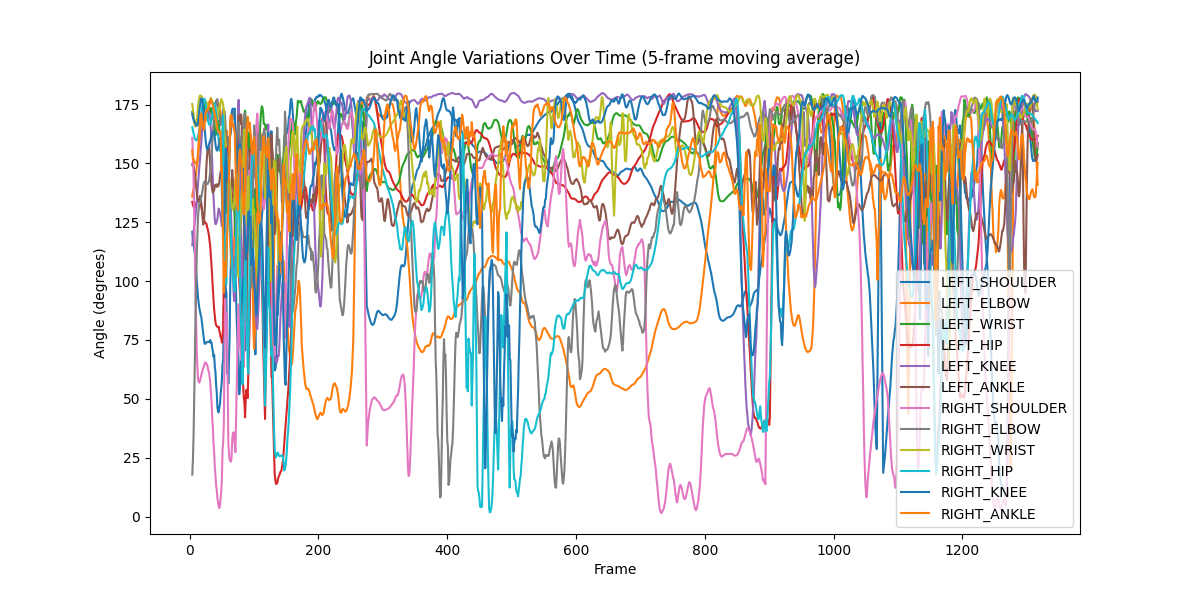 Joint Angle Variations Over Time (5-frame moving average)
175
150
125
100
75
50
25
0
Angle (degrees)
0 200 400 600 800 1000 1200
Frame
LEFT_SHOULDER
LEFT_ELBOW
LEFT_WRIST
LEFT_HIP
LEFT_KNEE
LEFT_ANKLE
RIGHT_SHOULDER
RIGHT_ELBOW
RIGHT_WRIST
RIGHT_HIP
RIGHT_KNEE
RIGHT_ANKLE